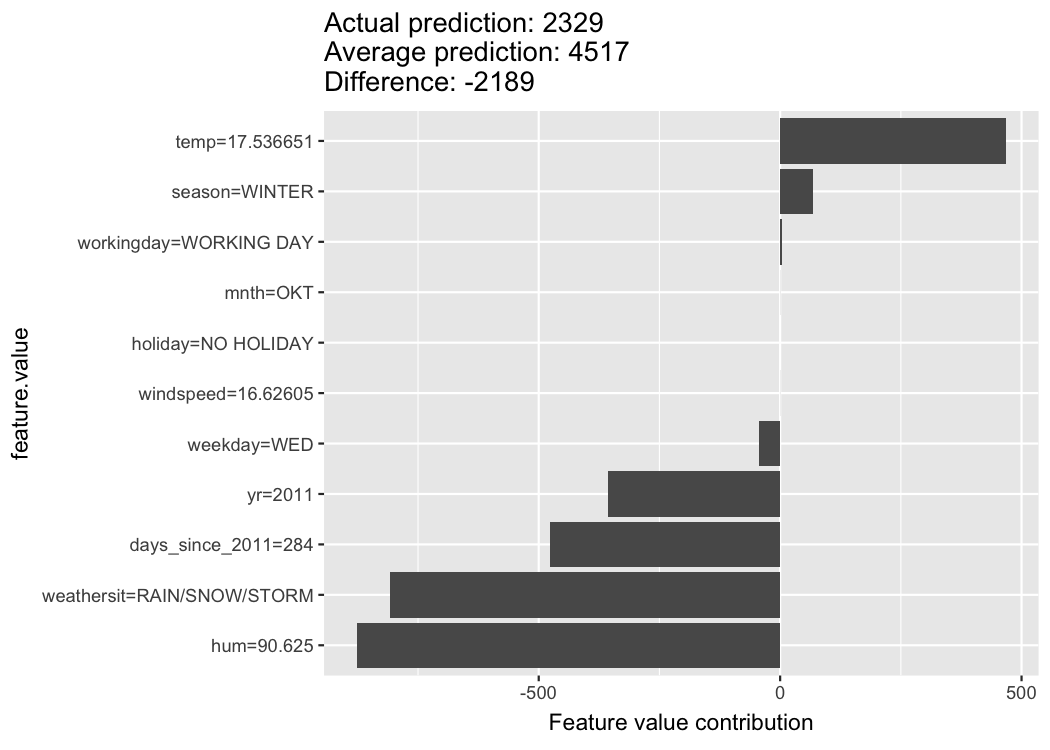 Actual prediction: 2329
Average prediction: 4517
Difference: -2189
feature.value
temp=17.536651
season=WINTER
workingday=WORKING DAY
mnth=OKT
holiday=NO HOLIDAY
windspeed=16.62605
weekday=WED
yr=2011
days_since_2011=284
weathersit=RAIN/SNOW/STORM
hum=90.625
-500 0 500
Feature value contribution